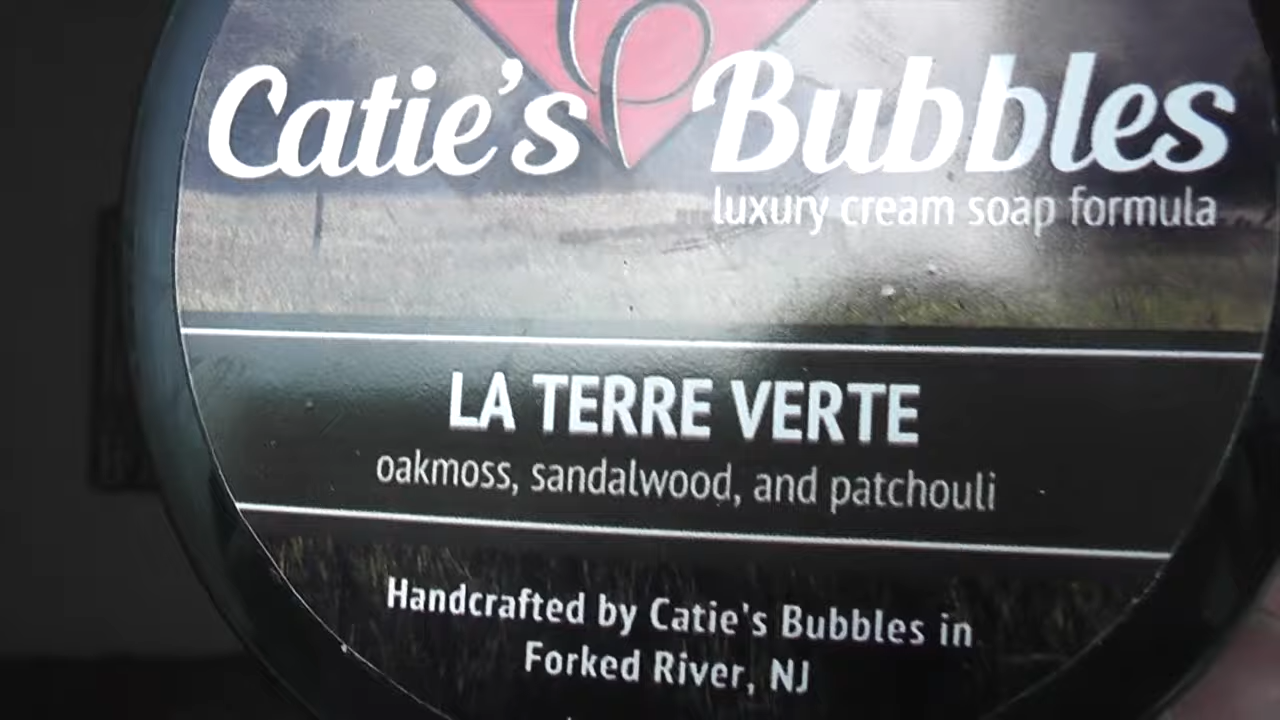 Catie's Bubbles
luxury cream soap formula
LA TERRE VERTE
oakmoss, sandalwood, and patchouli
Handcrafted by Catie's Bubbles in
Forked River, NJ